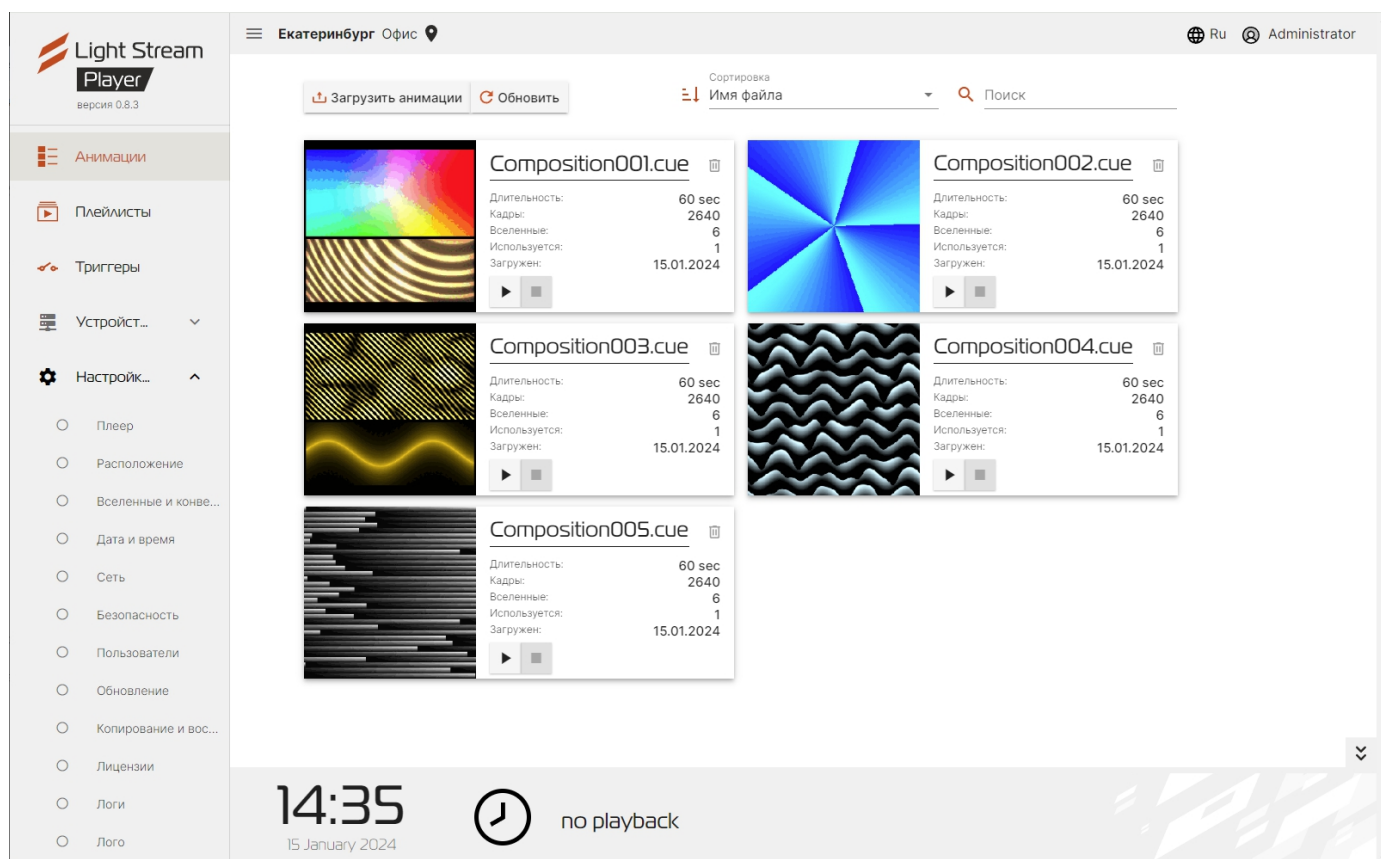 Light Stream
Player
версия 0.8.3
Анимации
Плейлисты
Триггеры
Устройст...
Настройк...
Плеер
Расположение
Вселенные и конве...
Дата и время
Сеть
Безопасность
Пользователи
Обновление
Копирование и вос...
Лицензии
Логи
Лого
Екатеринбург Офис
Ru
Administrator
Загрузить анимации
Обновить
Сортировка
Имя файла
Поиск
Composition001.cue
Длительность: 60 sec
Кадры: 2640
Вселенные: 6
Используется: 1
Загружен: 15.01.2024
Composition002.cue
Длительность: 60 sec
Кадры: 2640
Вселенные: 6
Используется: 1
Загружен: 15.01.2024
Composition003.cue
Длительность: 60 sec
Кадры: 2640
Вселенные: 6
Используется: 1
Загружен: 15.01.2024
Composition004.cue
Длительность: 60 sec
Кадры: 2640
Вселенные: 6
Используется: 1
Загружен: 15.01.2024
Composition005.cue
Длительность: 60 sec
Кадры: 2640
Вселенные: 6
Используется: 1
Загружен: 15.01.2024
14:35
15 January 2024
no playback